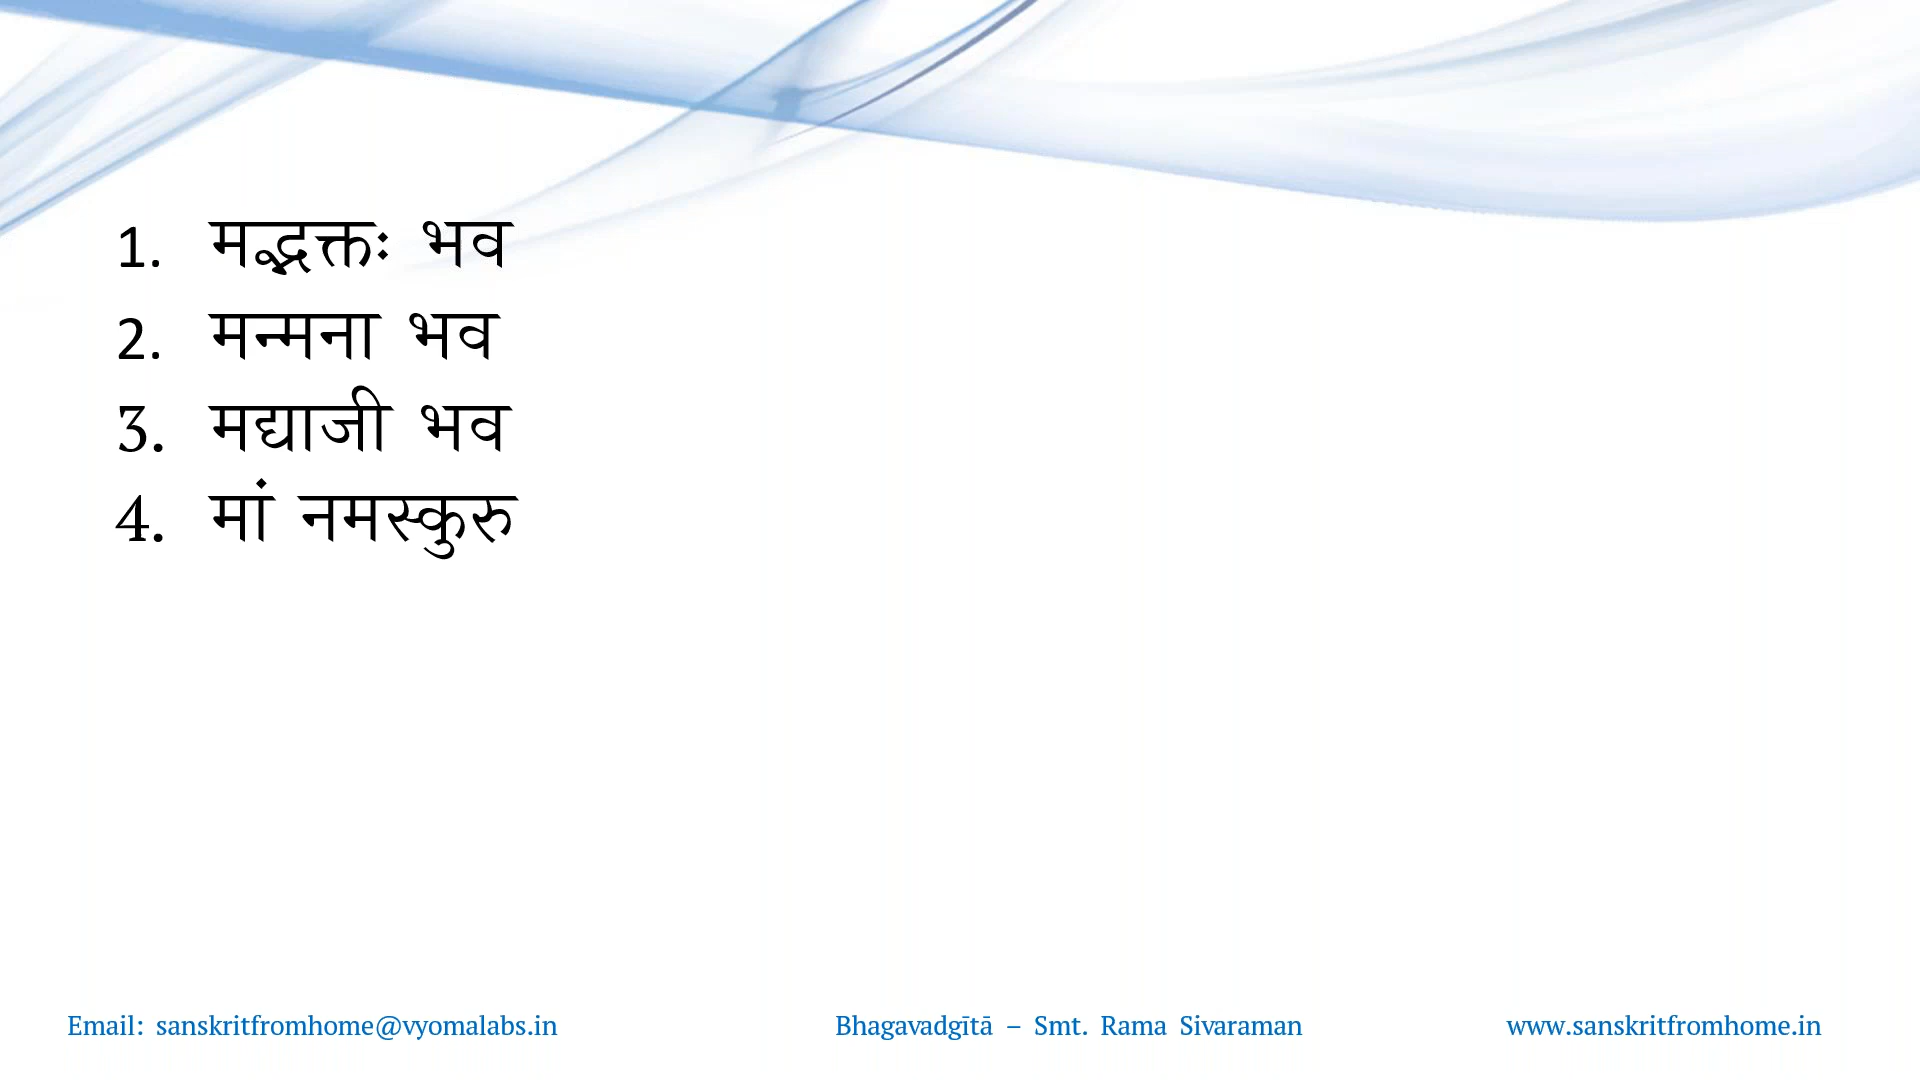 1. मद्भक्तः भव
2. मन्मना भव
3. मद्याजी भव
4. मां नमस्कुरु
Email: sanskritfromhome@vyomalabs.in Bhagavadgītā – Smt. Rama Sivaraman www.sanskritfromhome.in